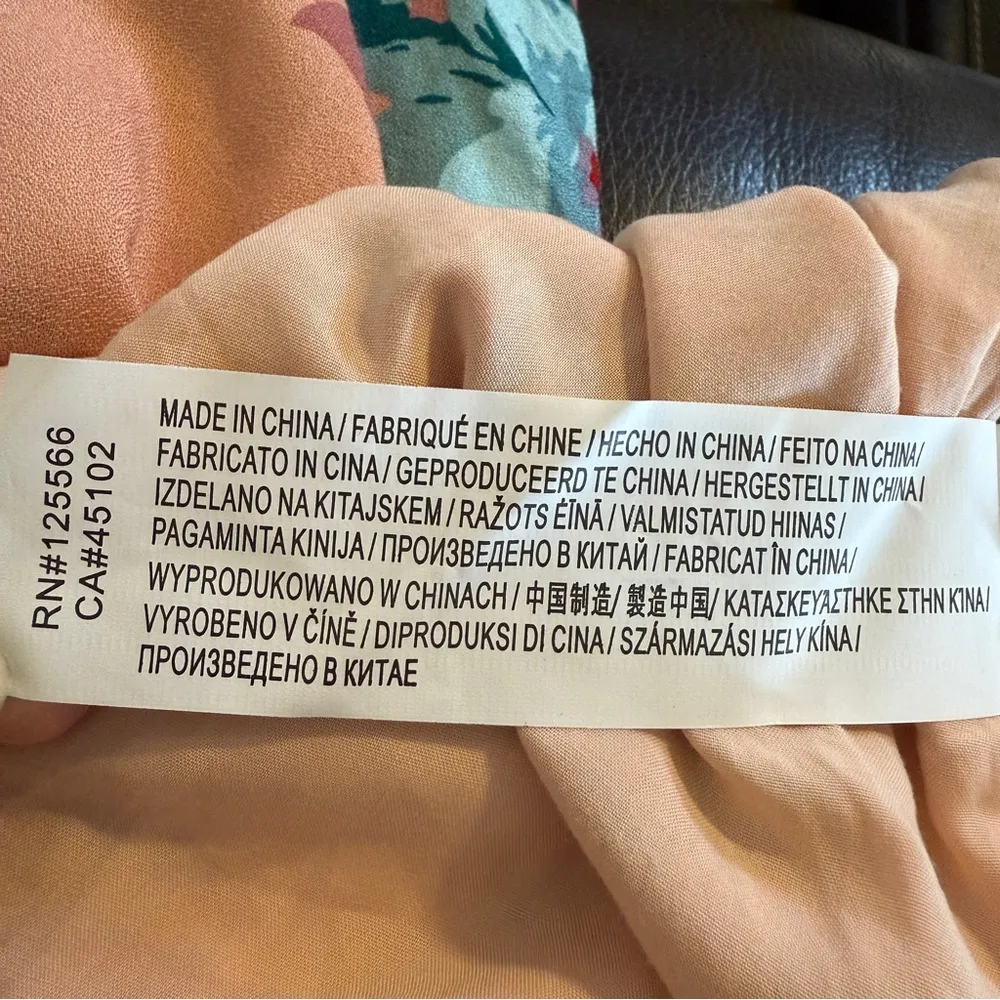 RN#125566
CA#45102
MADE IN CHINA / FABRIQUÉ EN CHINE / HECHO IN CHINA / FEITO NA CHINA/
FABRICATO IN CINA / GEPRODUCEERD TE CHINA / HERGESTELLT IN CHINA /
IZDELANO NA KITAJSKEM / RAŽOTS ĒĪNĀ / VALMISTATUD HIINAS /
PAGAMINTA KINIJA / ПРОИЗВЕДЕНО В КИТАЙ / FABRICAT ÎN CHINA/
WYPRODUKOWANO W CHINACH / 中国制造/ 製造中国/ ΚΑΤΑΣΚΕΥΑΣΤΗΚΕ ΣΤΗΝ ΚΊΝΑ /
VYROBENO V ČÍNĚ / DIPRODUKSI DI CINA / SZÁRMAZÁSI HELY KÍNA /
ПРОИЗВЕДЕНО В КИТАЕ